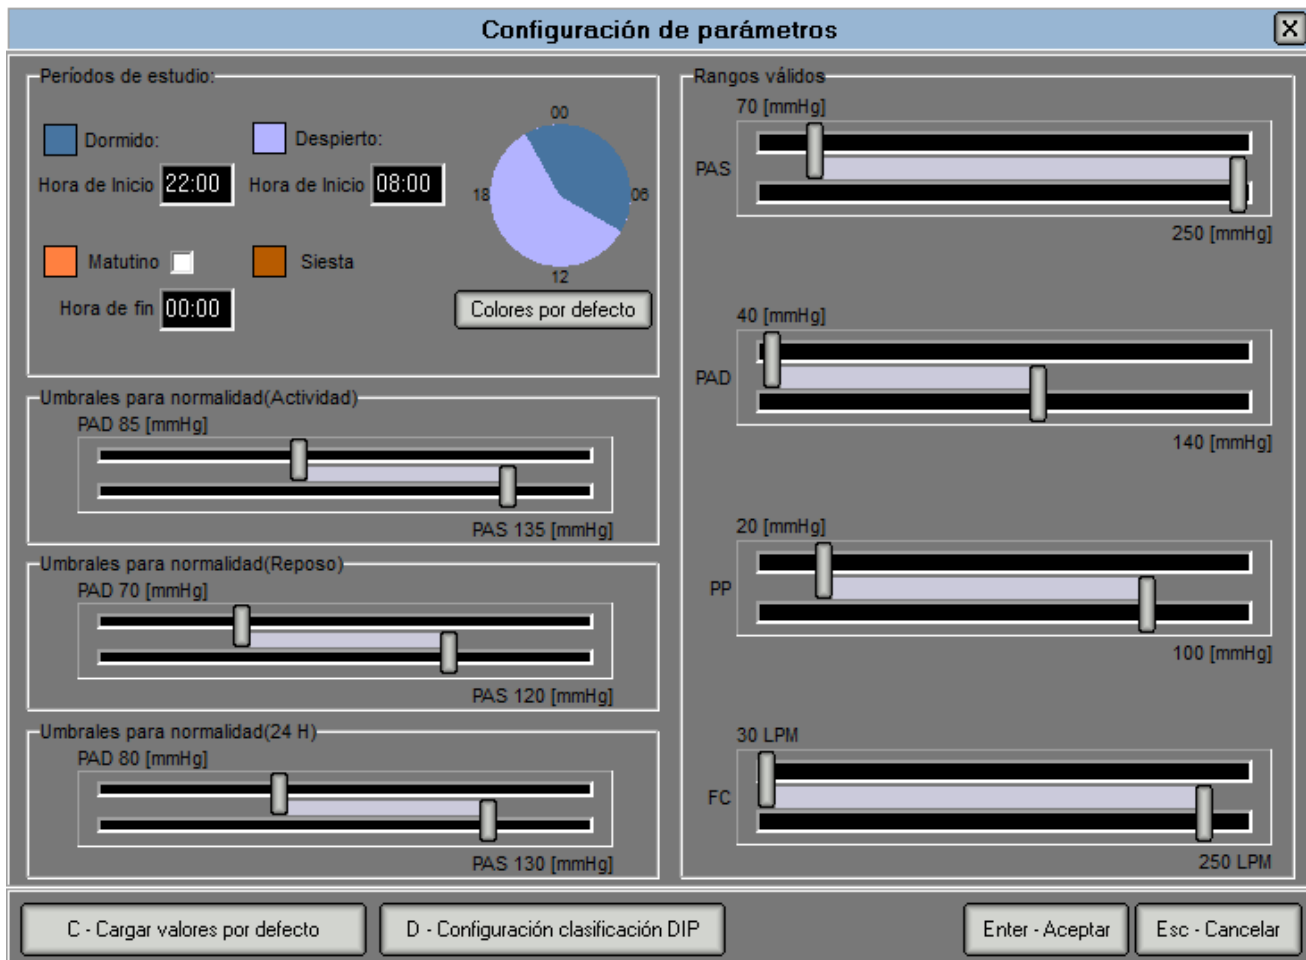 Configuración de parámetros
X
Períodos de estudio:
Dormido:
Despierto:
Hora de Inicio 22:00
Hora de Inicio 08:00
Matutino
Siesta
Hora de fin 00:00
00
18
06
12
Colores por defecto
Umbrales para normalidad(Actividad)
PAD 85 [mmHg]
PAS 135 [mmHg]
Umbrales para normalidad(Reposo)
PAD 70 [mmHg]
PAS 120 [mmHg]
Umbrales para normalidad(24 H)
PAD 80 [mmHg]
PAS 130 [mmHg]
Rangos válidos
70 [mmHg]
PAS
250 [mmHg]
40 [mmHg]
PAD
140 [mmHg]
20 [mmHg]
PP
100 [mmHg]
30 LPM
FC
250 LPM
C - Cargar valores por defecto
D - Configuración clasificación DIP
Enter - Aceptar
Esc - Cancelar